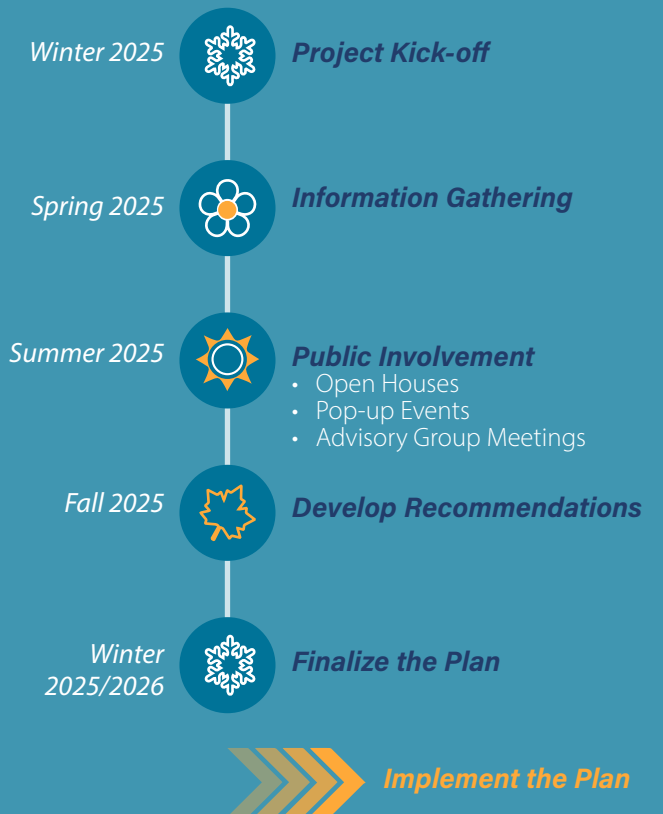 Winter 2025
Project Kick-off
Spring 2025
Information Gathering
Summer 2025
Public Involvement
• Open Houses
• Pop-up Events
• Advisory Group Meetings
Fall 2025
Develop Recommendations
Winter
2025/2026
Finalize the Plan
Implement the Plan